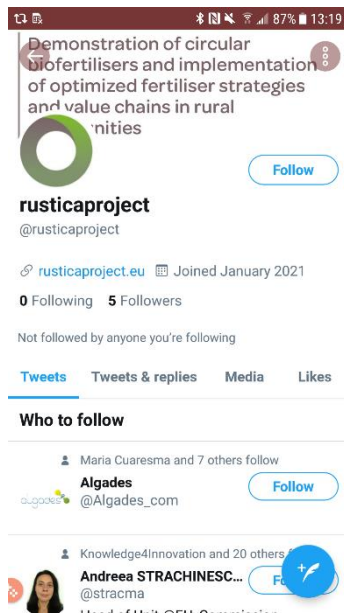 87% 13:19
Demonstration of circular
biofertilisers and implementation
of optimized fertiliser strategies
and value chains in rural
nities
Follow
rusticaproject
@rusticaproject
rusticaproject.eu Joined January 2021
0 Following 5 Followers
Not followed by anyone you're following
Tweets Tweets & replies Media Likes
Who to follow
Maria Cuaresma and 7 others follow
Algades
Follow
algades @Algades_com
Knowledge4Innovation and 20 others
Andreea STRACHINESC...
@stracma